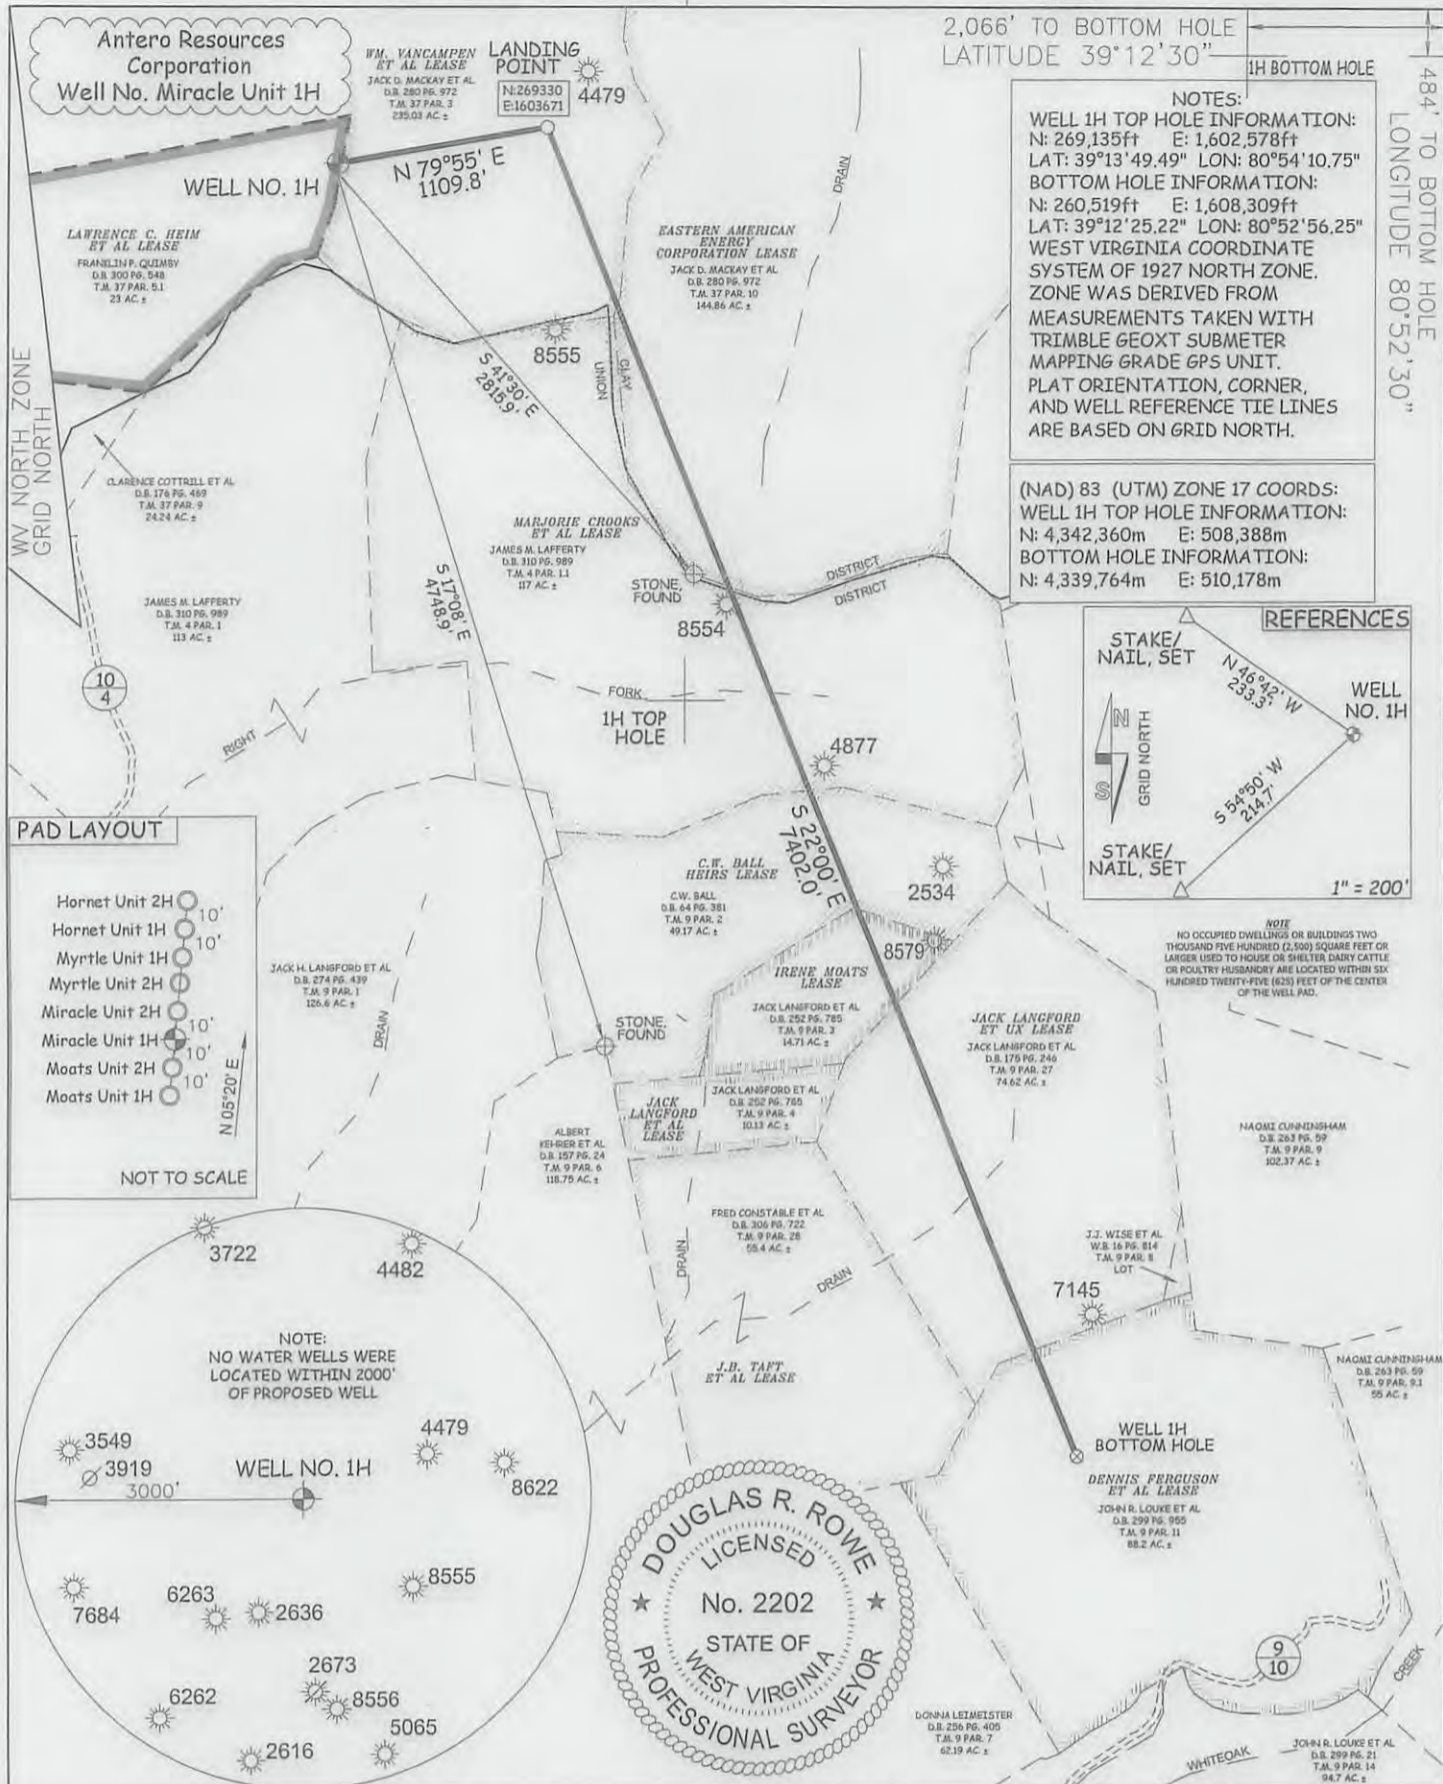 Antero Resources
Corporation
Well No. Miracle Unit 1H
WM. VANCAMPEN
ET AL LEASE
JACK D. MACKAY ET AL
D.B. 280 PG. 972
T.M. 37 PAR. 3
235.03 AC. ±
LANDING
POINT
N:269330
E:1603671
4479
2,066' TO BOTTOM HOLE
LATITUDE 39°12'30"
1H BOTTOM HOLE
484' TO BOTTOM HOLE
LONGITUDE 80°52'30"
NOTES:
WELL 1H TOP HOLE INFORMATION:
N: 269,135ft E: 1,602,578ft
LAT: 39°13'49.49" LON: 80°54'10.75"
BOTTOM HOLE INFORMATION:
N: 260,519ft E: 1,608,309ft
LAT: 39°12'25.22" LON: 80°52'56.25"
WEST VIRGINIA COORDINATE
SYSTEM OF 1927 NORTH ZONE.
ZONE WAS DERIVED FROM
MEASUREMENTS TAKEN WITH
TRIMBLE GEOXT SUBMETER
MAPPING GRADE GPS UNIT.
PLAT ORIENTATION, CORNER,
AND WELL REFERENCE TIE LINES
ARE BASED ON GRID NORTH.
(NAD) 83 (UTM) ZONE 17 COORDS:
WELL 1H TOP HOLE INFORMATION:
N: 4,342,360m E: 508,388m
BOTTOM HOLE INFORMATION:
N: 4,339,764m E: 510,178m
WELL NO. 1H
N 79°55' E
1109.8'
DRAIN
LAWRENCE C. HEIM
ET AL LEASE
FRANKLIN P. QUIMBY
D.B. 300 PG. 548
T.M. 37 PAR. 5.1
23 AC. ±
EASTERN AMERICAN
ENERGY
CORPORATION LEASE
JACK D. MACKAY ET AL
D.B. 280 PG. 972
T.M. 37 PAR. 10
144.86 AC. ±
8555
UNION
CLAY
S 41°30' E
2815.9'
WV NORTH ZONE
GRID NORTH
CLARENCE COTTRILL ET AL
D.B. 176 PG. 469
T.M. 37 PAR. 9
24.24 AC. ±
MARJORIE CROOKS
ET AL LEASE
JAMES M. LAFFERTY
D.B. 310 PG. 989
T.M. 4 PAR. 1.1
117 AC. ±
STONE,
FOUND
8554
DISTRICT
DISTRICT
S 17°08' E
4748.9'
JAMES M. LAFFERTY
D.B. 310 PG. 989
T.M. 4 PAR. 1
113 AC. ±
10
4
RIGHT
FORK
1H TOP
HOLE
4877
REFERENCES
STAKE/
NAIL, SET
N 46°42' W
233.3'
WELL
NO. 1H
N
S
GRID NORTH
S 54°50' W
214.7'
STAKE/
NAIL, SET
1" = 200'
PAD LAYOUT
Hornet Unit 2H
10'
Hornet Unit 1H
10'
Myrtle Unit 1H
Myrtle Unit 2H
Miracle Unit 2H
10'
Miracle Unit 1H
10'
Moats Unit 2H
10'
Moats Unit 1H
N 05°20' E
NOT TO SCALE
S 22°00' E
7402.0'
C.W. BALL
HEIRS LEASE
C.W. BALL
D.B. 64 PG. 381
T.M. 9 PAR. 2
49.17 AC. ±
2534
8579
NOTE
NO OCCUPIED DWELLINGS OR BUILDINGS TWO
THOUSAND FIVE HUNDRED (2,500) SQUARE FEET OR
LARGER USED TO HOUSE OR SHELTER DAIRY CATTLE
OR POULTRY HUSBANDRY ARE LOCATED WITHIN SIX
HUNDRED TWENTY-FIVE (625) FEET OF THE CENTER
OF THE WELL PAD.
JACK H. LANGFORD ET AL
D.B. 274 PG. 439
T.M. 9 PAR. 1
126.6 AC. ±
DRAIN
IRENE MOATS
LEASE
JACK LANGFORD ET AL
D.B. 252 PG. 785
T.M. 9 PAR. 3
14.71 AC. ±
STONE,
FOUND
JACK LANGFORD
ET UX LEASE
JACK LANGFORD ET AL
D.B. 175 PG. 246
T.M. 9 PAR. 27
74.62 AC. ±
JACK
LANGFORD
ET AL
LEASE
JACK LANGFORD ET AL
D.B. 252 PG. 785
T.M. 9 PAR. 4
10.13 AC. ±
ALBERT
KEHRER ET AL
D.B. 157 PG. 24
T.M. 9 PAR. 6
118.75 AC. ±
NAOMI CUNNINGHAM
D.B. 263 PG. 59
T.M. 9 PAR. 9
102.37 AC. ±
FRED CONSTABLE ET AL
D.B. 306 PG. 722
T.M. 9 PAR. 28
55.4 AC. ±
DRAIN
DRAIN
J.J. WISE ET AL
W.B. 16 PG. 814
T.M. 9 PAR. 8
LOT
7145
J.B. TAFT
ET AL LEASE
NAOMI CUNNINGHAM
D.B. 263 PG. 59
T.M. 9 PAR. 9.1
55 AC. ±
3722
4482
NOTE:
NO WATER WELLS WERE
LOCATED WITHIN 2000'
OF PROPOSED WELL
3549
3919
3000'
WELL NO. 1H
4479
8622
WELL 1H
BOTTOM HOLE
DENNIS FERGUSON
ET AL LEASE
JOHN R. LOUKE ET AL
D.B. 299 PG. 955
T.M. 9 PAR. 11
88.2 AC. ±
7684
6263
2636
8555
2673
8556
6262
5065
2616
DOUGLAS R. ROWE
LICENSED
No. 2202
STATE OF
WEST VIRGINIA
PROFESSIONAL SURVEYOR
9
10
CREEK
WHITEOAK
DONNA LEIMEISTER
D.B. 256 PG. 405
T.M. 9 PAR. 7
62.19 AC. ±
JOHN R. LOUKE ET AL
D.B. 299 PG. 21
T.M. 9 PAR. 14
94.7 AC. ±